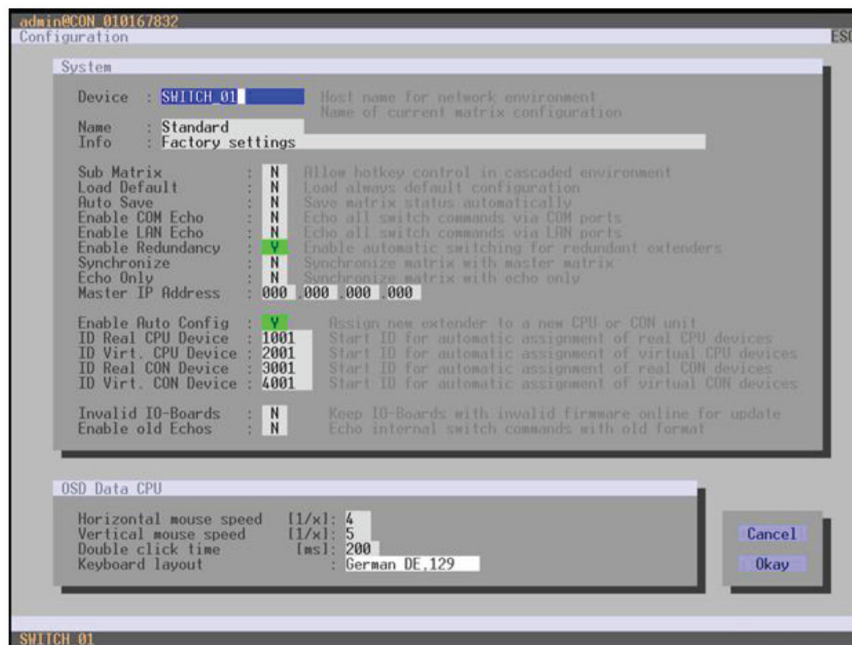 admin@CON_010167832
Configuration ESC
System
Device : SWITCH_01 Host name for network environment
Name of current matrix configuration
Name : Standard
Info : Factory settings
Sub Matrix : N Allow hotkey control in cascaded environment
Load Default : N Load always default configuration
Auto Save : N Save matrix status automatically
Enable COM Echo : N Echo all switch commands via COM ports
Enable LAN Echo : N Echo all switch commands via LAN ports
Enable Redundancy : Y Enable automatic switching for redundant extenders
Synchronize : N Synchronize matrix with master matrix
Echo Only : N Synchronize matrix with echo only
Master IP Address : 000 .000 .000 .000
Enable Auto Config : Y Assign new extender to a new CPU or CON unit
ID Real CPU Device : 1001 Start ID for automatic assignment of real CPU devices
ID Virt. CPU Device : 2001 Start ID for automatic assignment of virtual CPU devices
ID Real CON Device : 3001 Start ID for automatic assignment of real CON devices
ID Virt. CON Device : 4001 Start ID for automatic assignment of virtual CON devices
Invalid IO-Boards : N Keep IO-Boards with invalid firmware online for update
Enable old Echos : N Echo internal switch commands with old format
OSD Data CPU
Horizontal mouse speed [1/x]: 4
Vertical mouse speed [1/x]: 5
Double click time [ms]: 200
Keyboard layout : German DE,129
Cancel
Okay
SWITCH_01